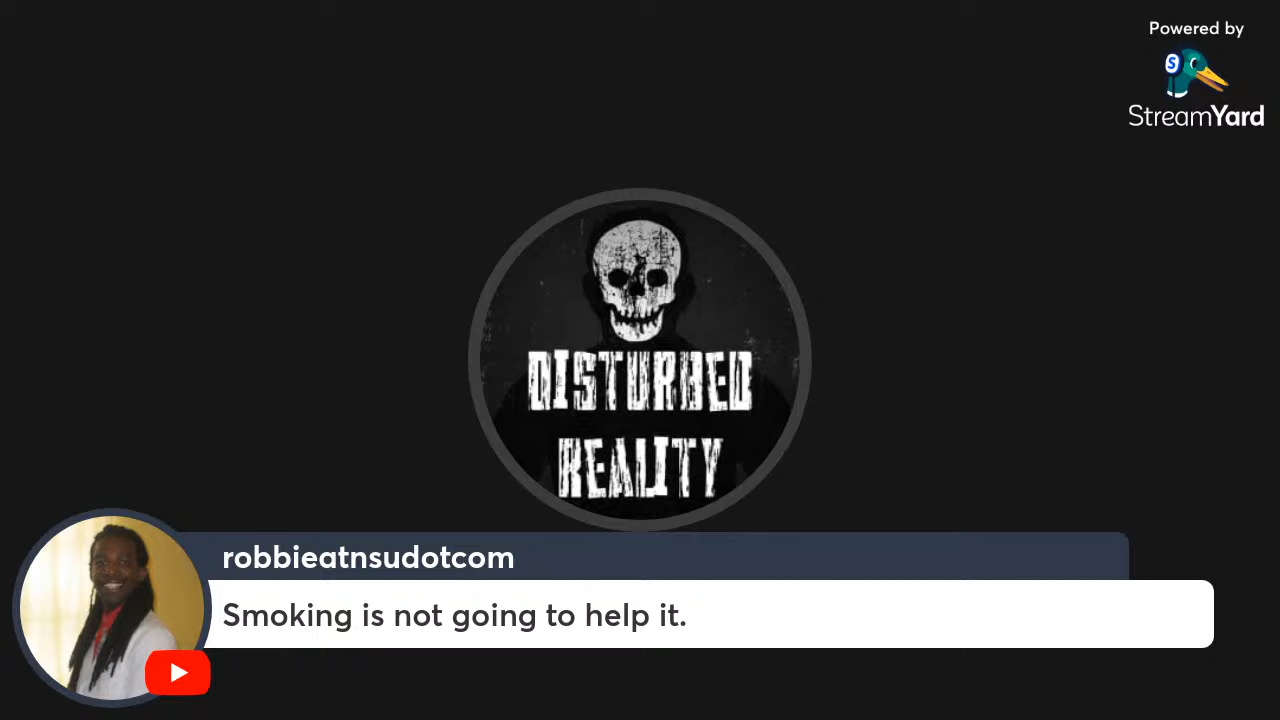 Powered by
S
StreamYard
DISTURBED
REALITY
robbieatnsudotcom
Smoking is not going to help it.